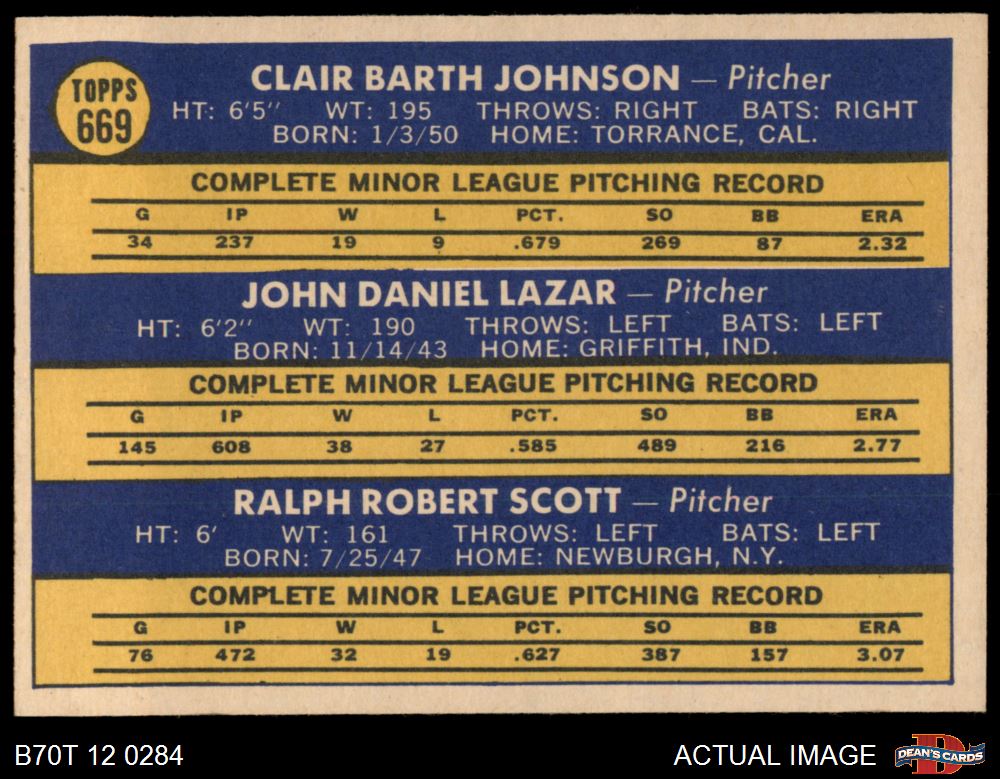 TOPPS
669
CLAIR BARTH JOHNSON — Pitcher
HT: 6'5" WT: 195 THROWS: RIGHT BATS: RIGHT
BORN: 1/3/50 HOME: TORRANCE, CAL.
COMPLETE MINOR LEAGUE PITCHING RECORD
G IP W L PCT. SO BB ERA
34 237 19 9 .679 269 87 2.32
JOHN DANIEL LAZAR — Pitcher
HT: 6'2" WT: 190 THROWS: LEFT BATS: LEFT
BORN: 11/14/43 HOME: GRIFFITH, IND.
COMPLETE MINOR LEAGUE PITCHING RECORD
G IP W L PCT. SO BB ERA
145 608 38 27 .585 489 216 2.77
RALPH ROBERT SCOTT — Pitcher
HT: 6' WT: 161 THROWS: LEFT BATS: LEFT
BORN: 7/25/47 HOME: NEWBURGH, N.Y.
COMPLETE MINOR LEAGUE PITCHING RECORD
G IP W L PCT. SO BB ERA
76 472 32 19 .627 387 157 3.07
B70T 12 0284 ACTUAL IMAGE DEAN'S CARDS